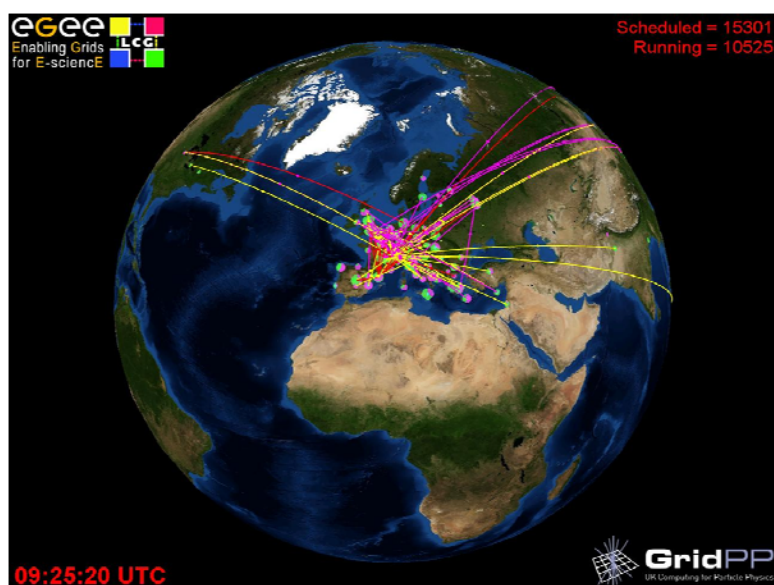 eGee
Enabling Grids
for E-sciencE
LCG
Scheduled = 15301
Running = 10525
09:25:20 UTC
GridPP
UK Computing for Particle Physics